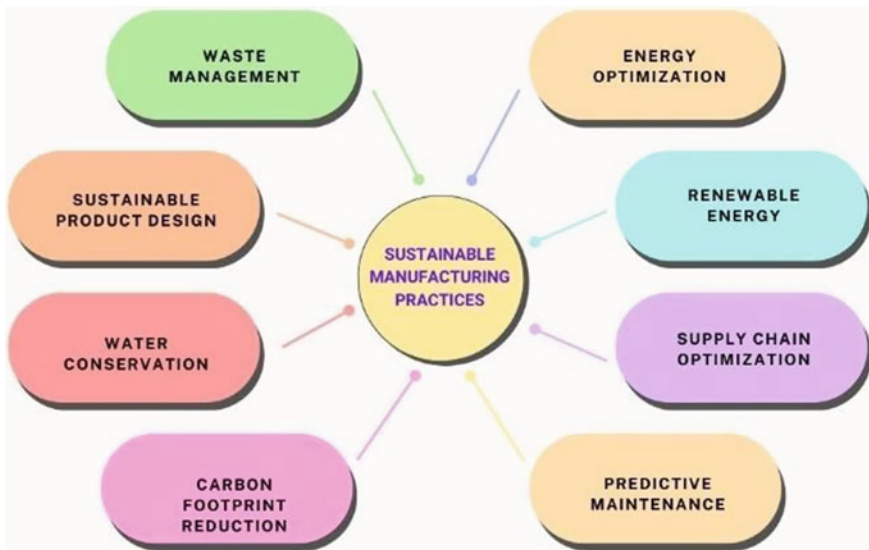 WASTE
MANAGEMENT
ENERGY
OPTIMIZATION
SUSTAINABLE
PRODUCT DESIGN
RENEWABLE
ENERGY
SUSTAINABLE
MANUFACTURING
PRACTICES
WATER
CONSERVATION
SUPPLY CHAIN
OPTIMIZATION
CARBON
FOOTPRINT
REDUCTION
PREDICTIVE
MAINTENANCE